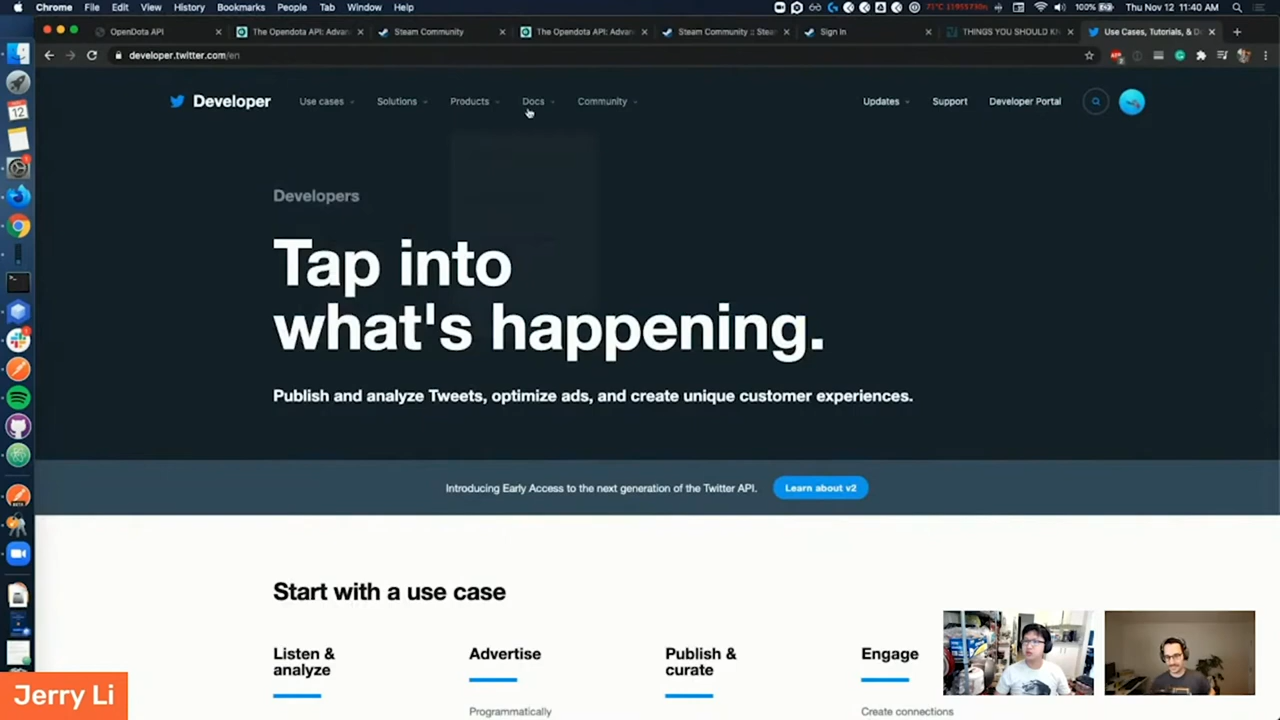 Chrome File Edit View History Bookmarks People Tab Window Help
100% Thu Nov 12 11:40 AM
OpenDota API
The Opendota API: Advan
Steam Community
The Opendota API: Advan
Steam Community :: Stea
Sign In
THINGS YOU SHOULD KN
Use Cases, Tutorials, & D
developer.twitter.com/en
Developer Use cases Solutions Products Docs Community Updates Support Developer Portal
Developers
Tap into
what's happening.
Publish and analyze Tweets, optimize ads, and create unique customer experiences.
Introducing Early Access to the next generation of the Twitter API. Learn about v2
Start with a use case
Listen &
analyze
Advertise
Publish &
curate
Engage
Programmatically
Create connections
Jerry Li